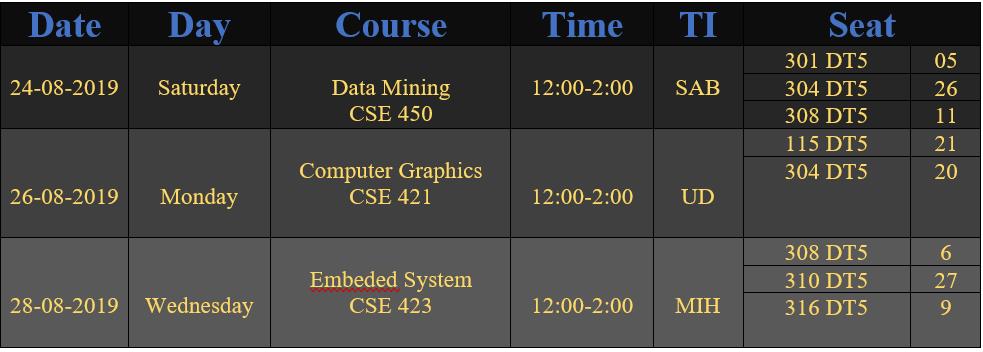 Date Day Course Time TI Seat
301 DT5 05
24-08-2019 Saturday Data Mining 12:00-2:00 SAB 304 DT5 26
CSE 450 308 DT5 11
115 DT5 21
Computer Graphics 304 DT5 20
26-08-2019 Monday CSE 421 12:00-2:00 UD
308 DT5 6
Embeded System 310 DT5 27
28-08-2019 Wednesday CSE 423 12:00-2:00 MIH 316 DT5 9